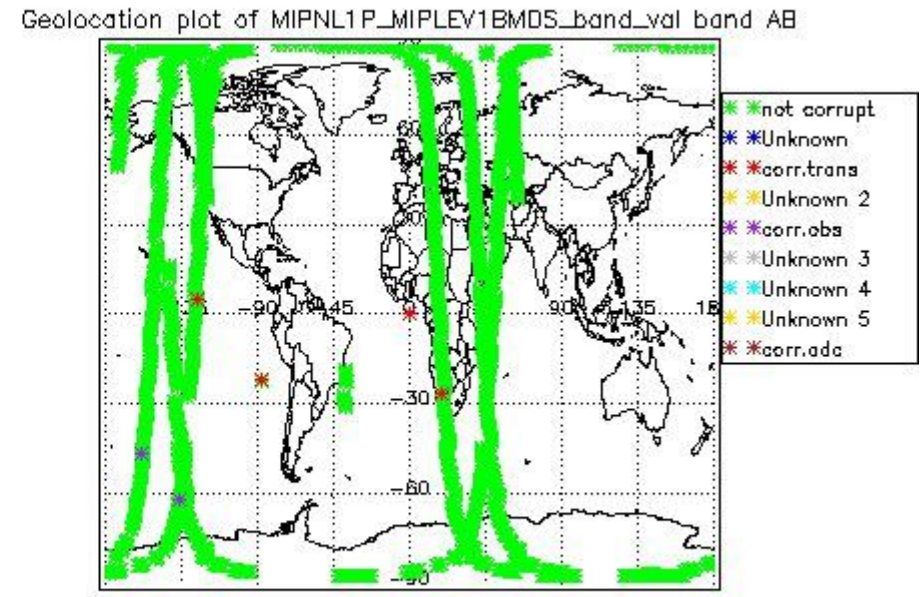 Geolocation plot of MIPNL1P_MIPLEV1BMDS_band_val band AB
not corrupt
Unknown
corr.trans
Unknown 2
corr.obs
Unknown 3
Unknown 4
Unknown 5
corr.adc
60
-90
-45
90
135
-30
-60
-90